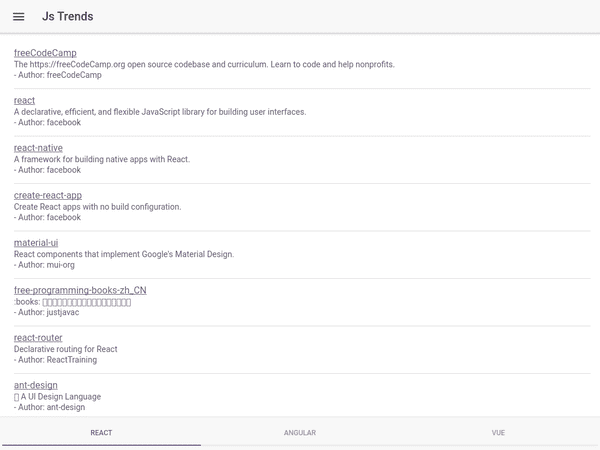 Js Trends
freeCodeCamp
The https://freeCodeCamp.org open source codebase and curriculum. Learn to code and help nonprofits.
- Author: freeCodeCamp
react
A declarative, efficient, and flexible JavaScript library for building user interfaces.
- Author: facebook
react-native
A framework for building native apps with React.
- Author: facebook
create-react-app
Create React apps with no build configuration.
- Author: facebook
material-ui
React components that implement Google's Material Design.
- Author: mui-org
free-programming-books-zh_CN
:books:
- Author: justjavac
react-router
Declarative routing for React
- Author: ReactTraining
ant-design
A UI Design Language
- Author: ant-design
REACT ANGULAR VUE